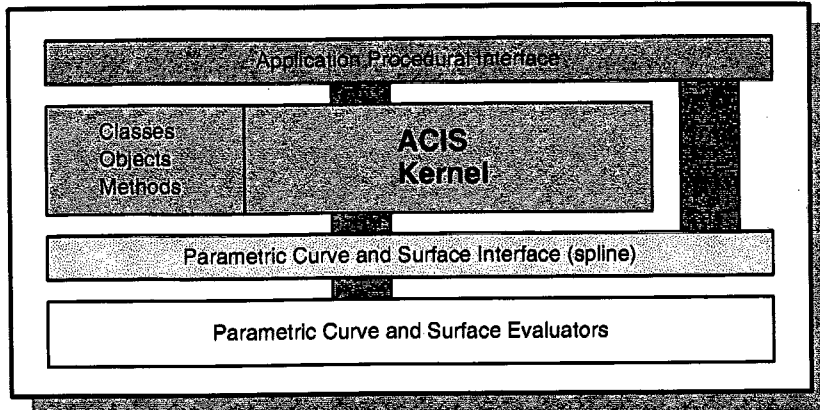 Application Procedural Interface
Classes
Objects
Methods
ACIS
Kernel
Parametric Curve and Surface Interface (spline)
Parametric Curve and Surface Evaluators